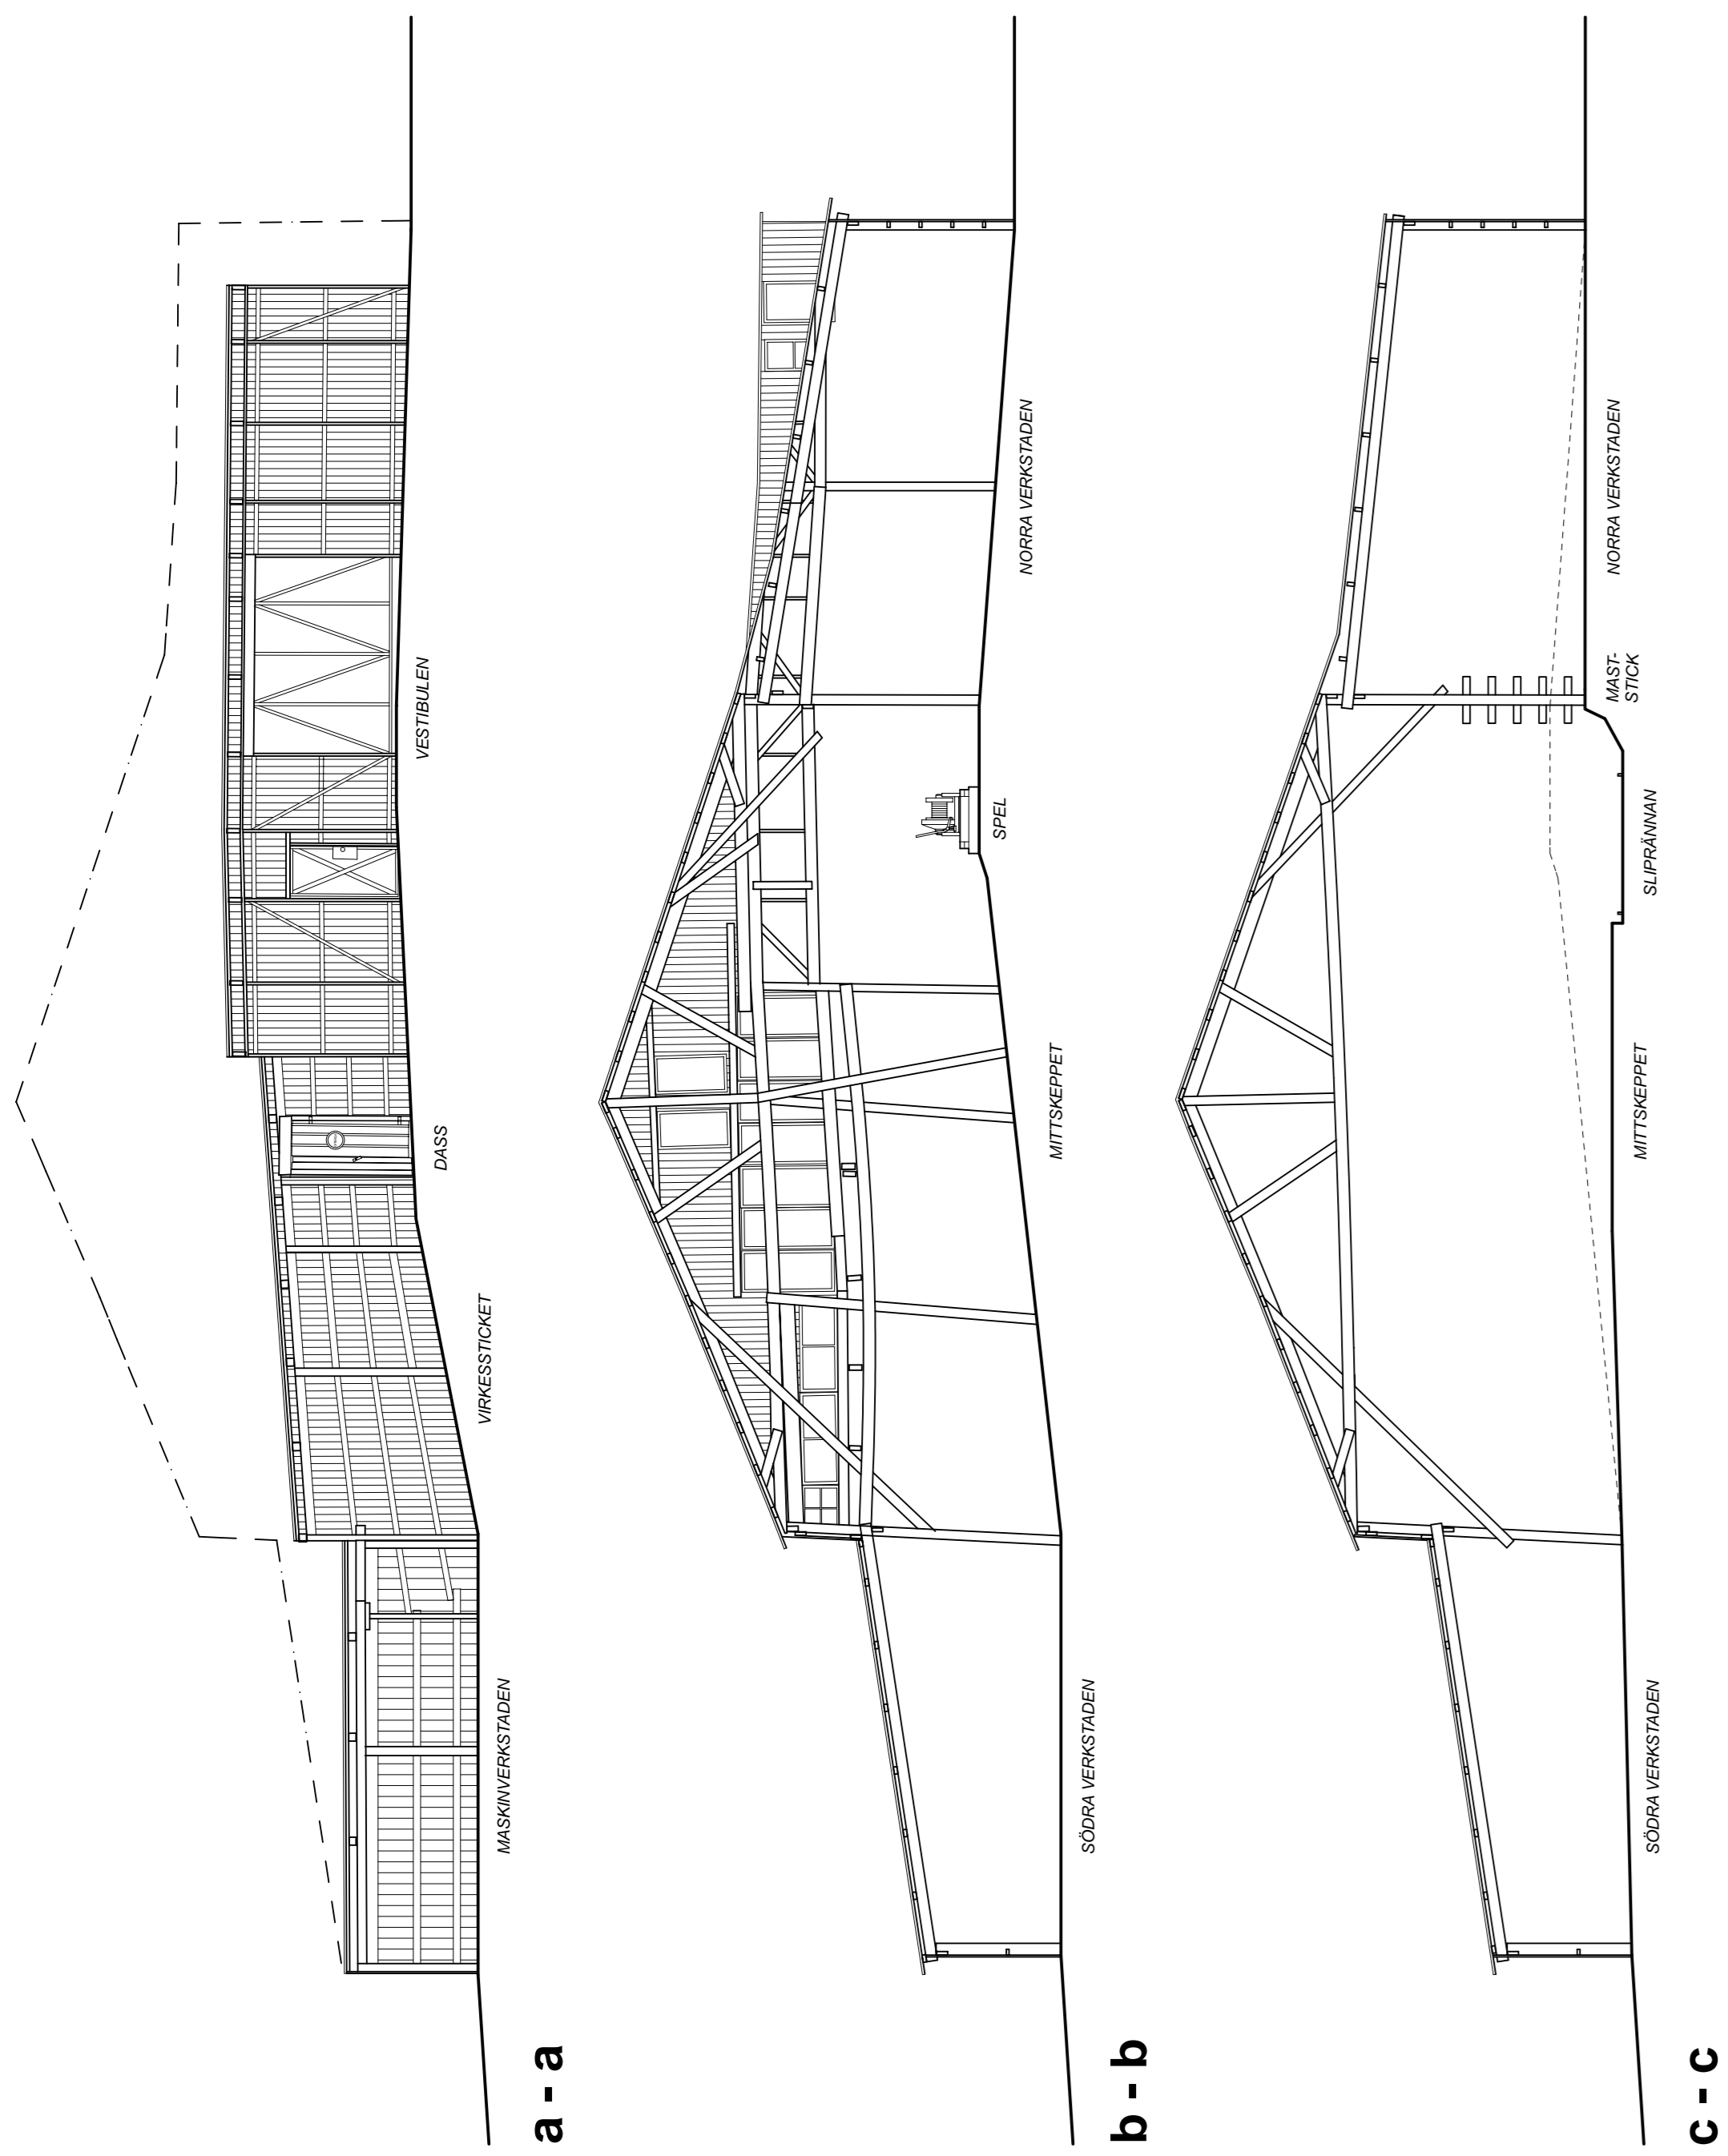 MASKINVERKSTADEN
VIRKESSTICKET
DASS
VESTIBULEN
a - a
SÖDRA VERKSTADEN
MITTSKEPPET
SPEL
NORRA VERKSTADEN
b - b
SÖDRA VERKSTADEN
MITTSKEPPET
SLIPRÄNNAN
MAST-
STICK
NORRA VERKSTADEN
c - c